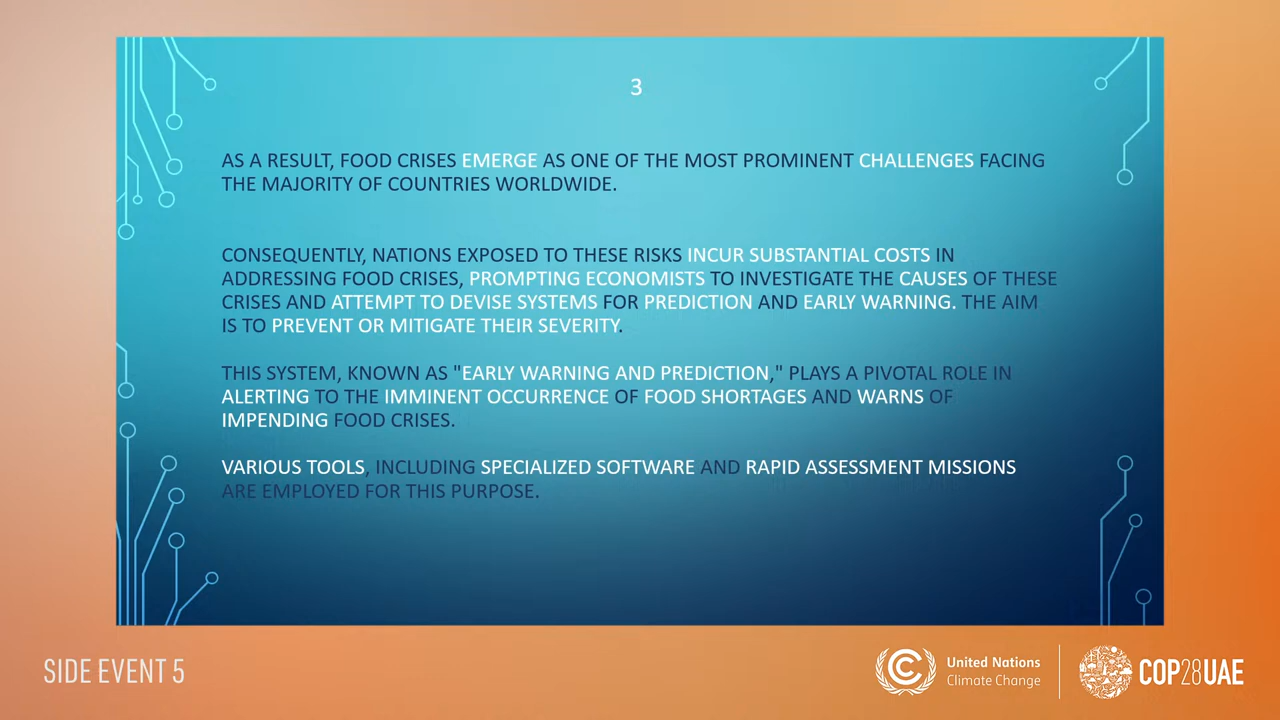 3
AS A RESULT, FOOD CRISES EMERGE AS ONE OF THE MOST PROMINENT CHALLENGES FACING
THE MAJORITY OF COUNTRIES WORLDWIDE.
CONSEQUENTLY, NATIONS EXPOSED TO THESE RISKS INCUR SUBSTANTIAL COSTS IN
ADDRESSING FOOD CRISES, PROMPTING ECONOMISTS TO INVESTIGATE THE CAUSES OF THESE
CRISES AND ATTEMPT TO DEVISE SYSTEMS FOR PREDICTION AND EARLY WARNING. THE AIM
IS TO PREVENT OR MITIGATE THEIR SEVERITY.
THIS SYSTEM, KNOWN AS "EARLY WARNING AND PREDICTION," PLAYS A PIVOTAL ROLE IN
ALERTING TO THE IMMINENT OCCURRENCE OF FOOD SHORTAGES AND WARNS OF
IMPENDING FOOD CRISES.
VARIOUS TOOLS, INCLUDING SPECIALIZED SOFTWARE AND RAPID ASSESSMENT MISSIONS
ARE EMPLOYED FOR THIS PURPOSE.
SIDE EVENT 5
United Nations
Climate Change
COP28UAE